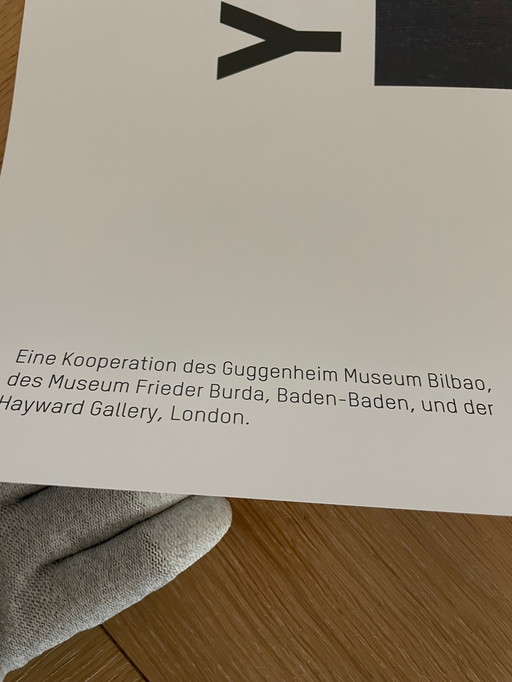 Y
Eine Kooperation des Guggenheim Museum Bilbao,
des Museum Frieder Burda, Baden-Baden, und der
Hayward Gallery, London.